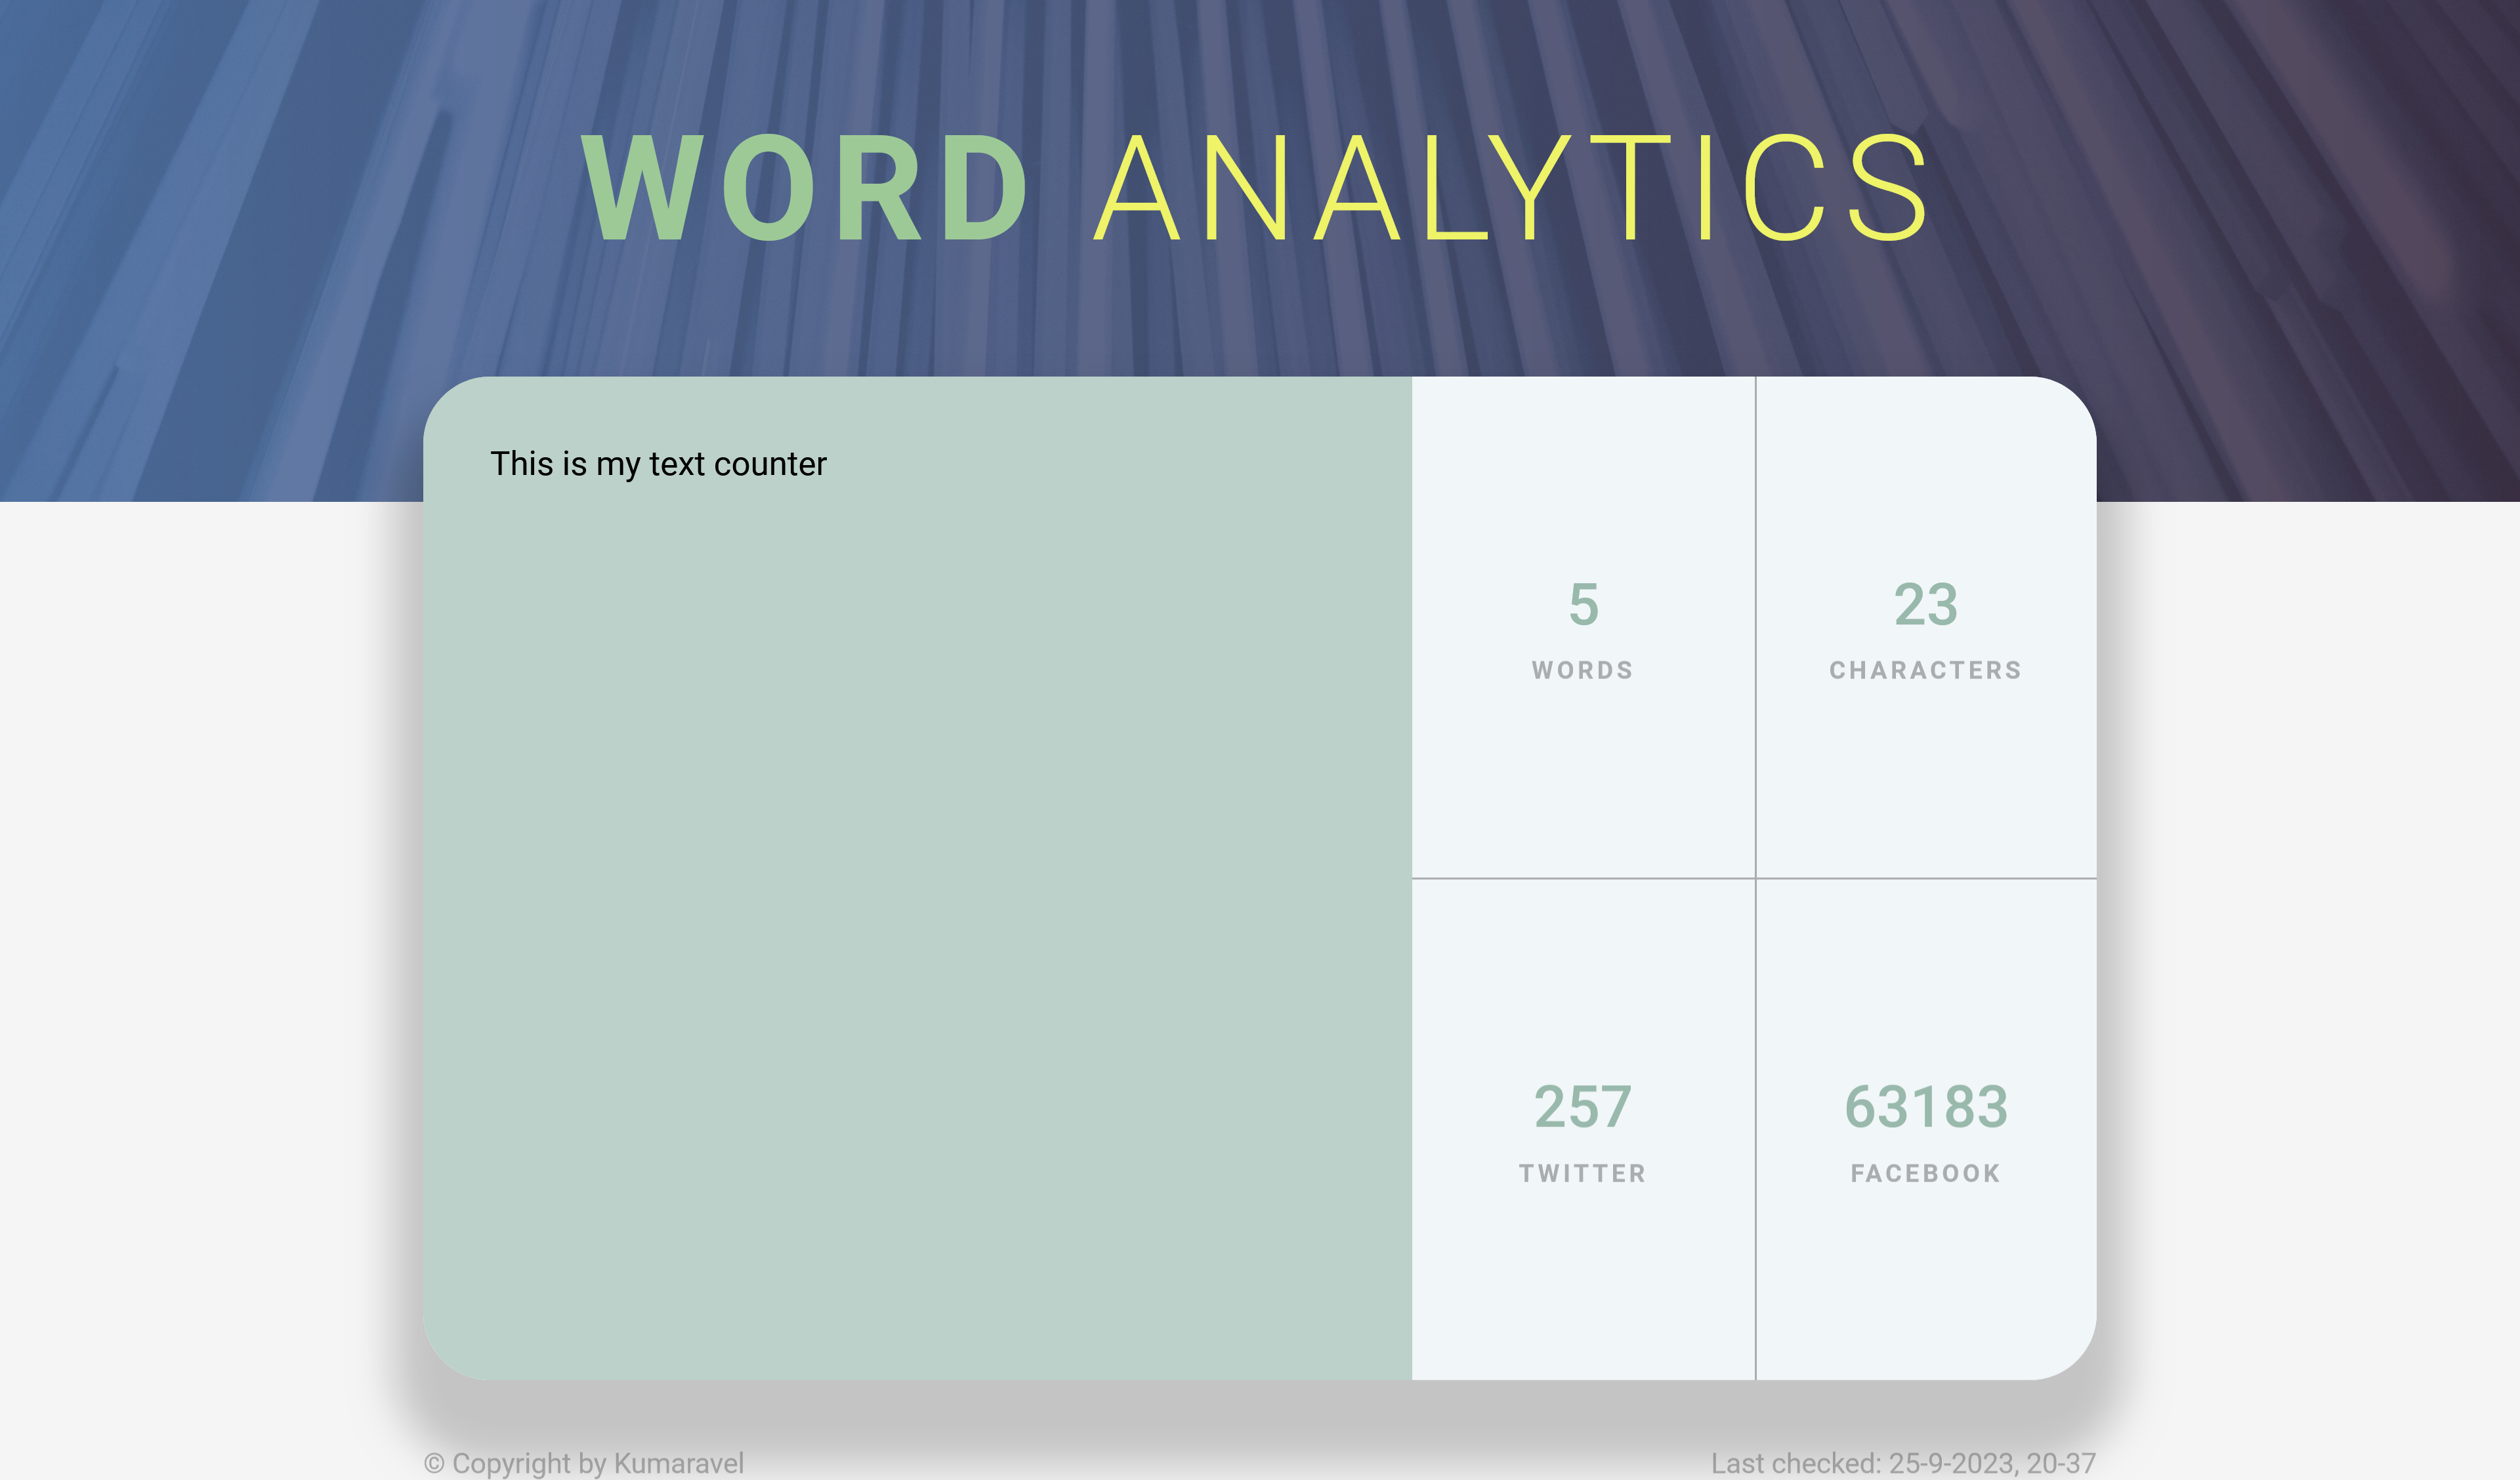 WORD ANALYTICS
This is my text counter
5
WORDS
23
CHARACTERS
257
TWITTER
63183
FACEBOOK
© Copyright by Kumaravel
Last checked: 25-9-2023, 20-37